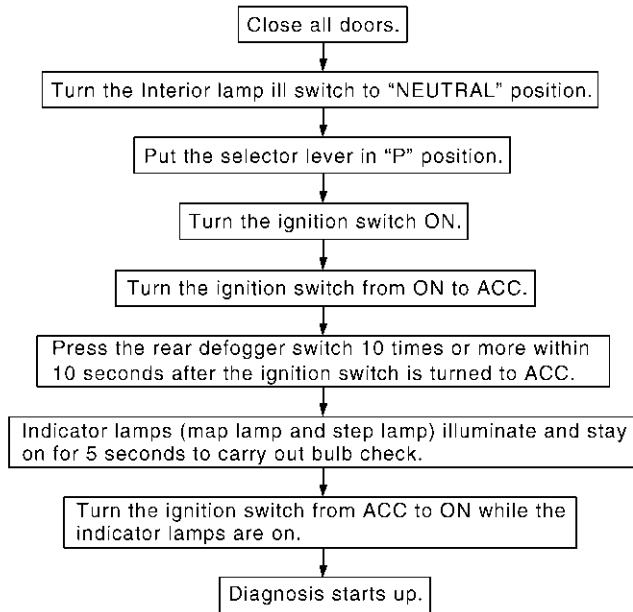 Close all doors.
Turn the Interior lamp ill switch to “NEUTRAL” position.
Put the selector lever in “P” position.
Turn the ignition switch ON.
Turn the ignition switch from ON to ACC.
Press the rear defogger switch 10 times or more within
10 seconds after the ignition switch is turned to ACC.
Indicator lamps (map lamp and step lamp) illuminate and stay
on for 5 seconds to carry out bulb check.
Turn the ignition switch from ACC to ON while the
indicator lamps are on.
Diagnosis starts up.